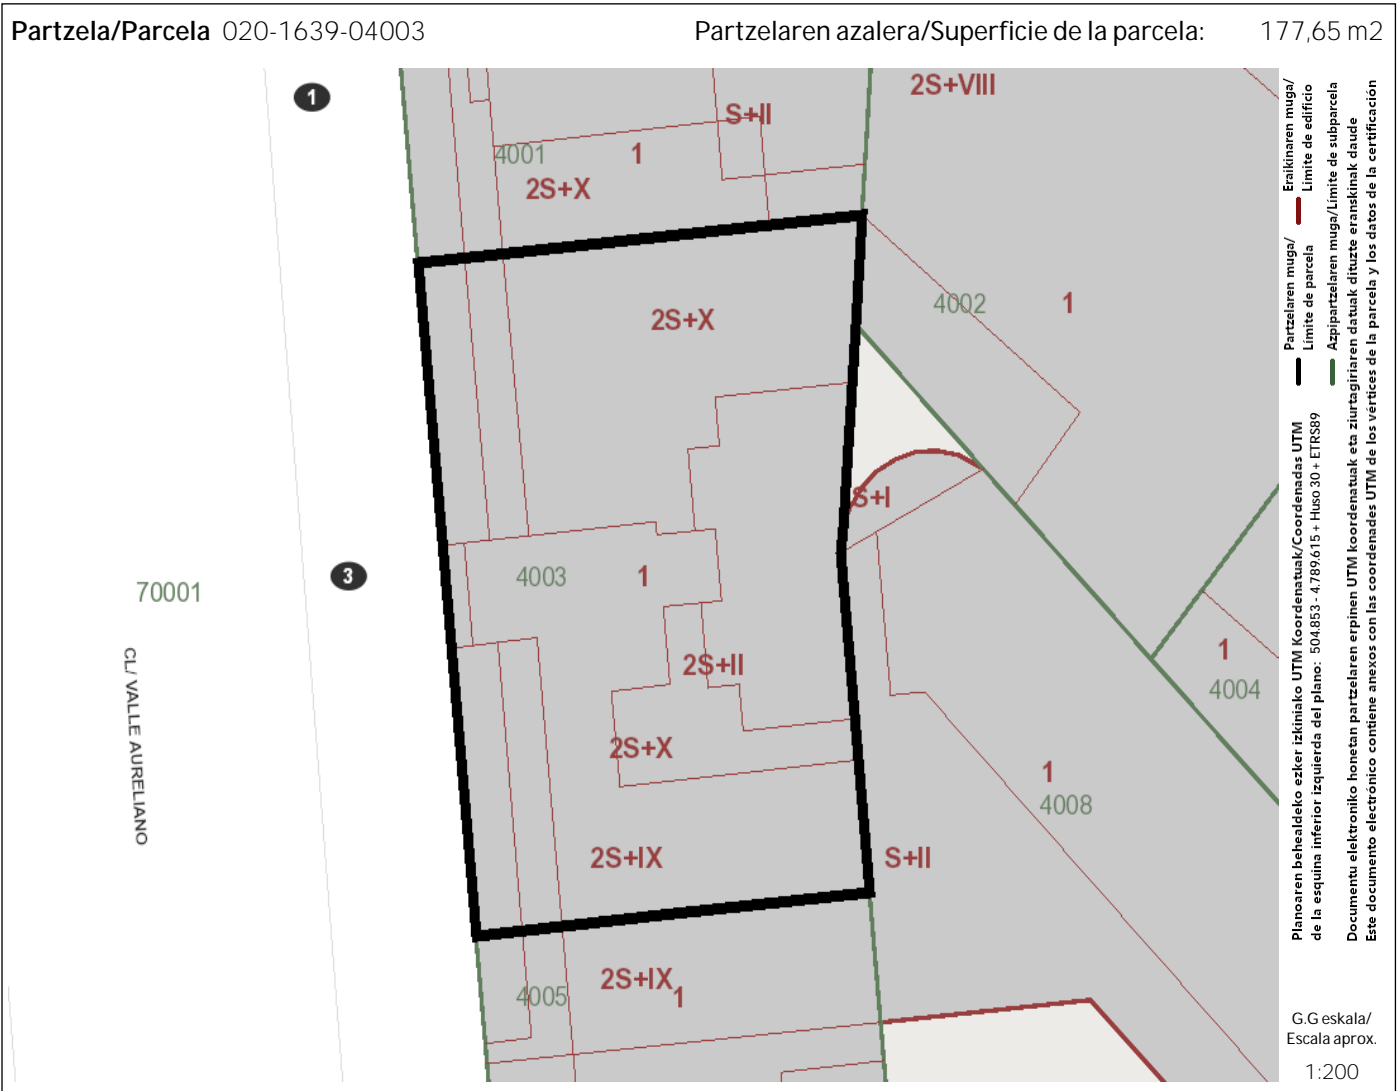 Partzela/Parcela 020-1639-04003
Partzelaren azalera/Superficie de la parcela: 177,65 m2
1
2S+VIII
S+II
4001
1
2S+X
2S+X
4002
1
S+I
3
70001
4003
1
CL/ VALLE AURELIANO
2S+II
1
4004
2S+X
1
4008
2S+IX
S+II
2S+IX
1
4005
Planoaren behealdeko ezker izkiniako UTM Koordenatuak/Coordenadas UTM
de la esquina inferior izquierda del plano: 504.853 - 4.789.615 + Huso 30 + ETRS89
Partzelaren muga/
Límite de parcela
Eraikinaren muga/
Límite de edificio
Azpipartzelaren muga/Límite de subparcela
Documentu elektroniko honetan partzelaren erpinen UTM koordenatuak eta ziurtagiriaren datuak dituzte eranskinak daude
Este documento electrónico contiene anexos con las coordenades UTM de los vértices de la parcela y los datos de la certificación
G.G eskala/
Escala aprox.
1:200